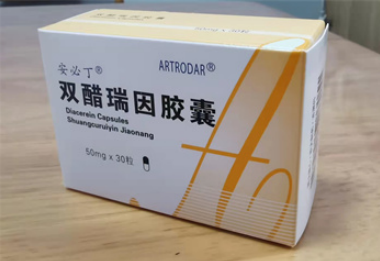 安必丁® ARTRODAR®
双醋瑞因胶囊
Diacerein Capsules
Shuangcuruiyin Jiaonang
50mg x 30粒